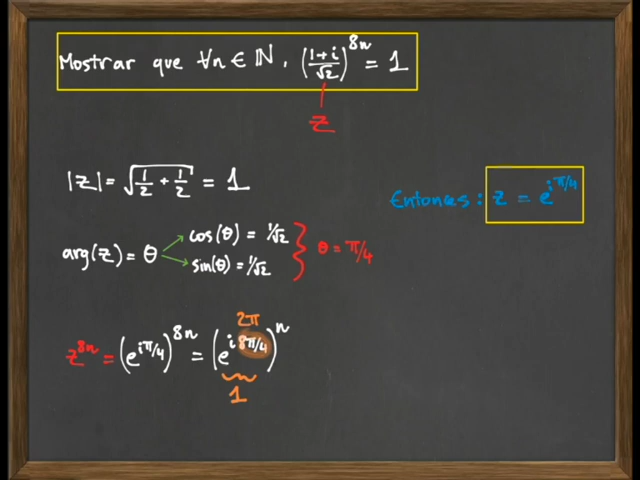 Mostrar que ∀n ∈ ℕ, ((1+i)/√2)^8n = 1
z
|z| = √(1/2 + 1/2) = 1
Entonces: z = e^(iπ/4)
arg(z) = θ
cos(θ) = 1/√2
sin(θ) = 1/√2
θ = π/4
2π
z^8n = (e^(iπ/4))^8n = (e^(i8π/4))^n
1